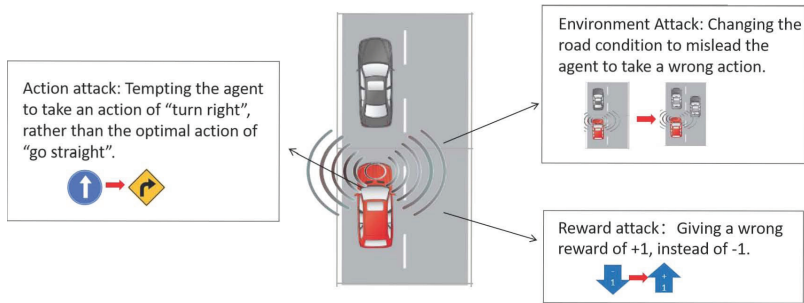 Action attack: Tempting the agent
to take an action of “turn right”,
rather than the optimal action of
“go straight”.
Environment Attack: Changing the
road condition to mislead the
agent to take a wrong action.
Reward attack: Giving a wrong
reward of +1, instead of -1.
-
1
+
1